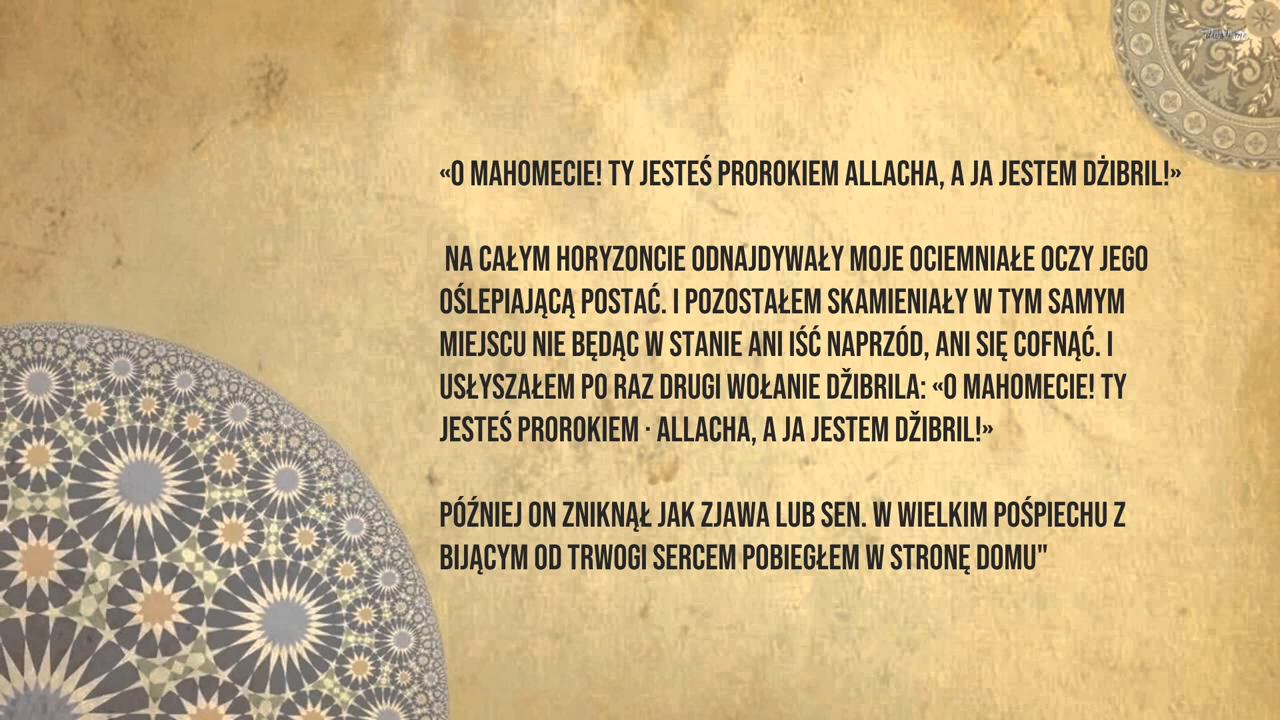 «O MAHOMECIE! TY JESTEŚ PROROKIEM ALLACHA, A JA JESTEM DŻIBRIL!»
NA CAŁYM HORYZONCIE ODNAJDYWAŁY MOJE OCIEMNIAŁE OCZY JEGO
OŚLEPIAJĄCĄ POSTAĆ. I POZOSTAŁEM SKAMIENIAŁY W TYM SAMYM
MIEJSCU NIE BĘDĄC W STANIE ANI IŚĆ NAPRZÓD, ANI SIĘ COFNĄĆ. I
USŁYSZAŁEM PO RAZ DRUGI WOŁANIE DŽIBRILA: «O MAHOMECIE! TY
JESTEŚ PROROKIEM · ALLACHA, A JA JESTEM DŽIBRIL!»
PÓŹNIEJ ON ZNIKNĄŁ JAK ZJAWA LUB SEN. W WIELKIM POŚPIECHU Z
BIJĄCYM OD TRWOGI SERCEM POBIEGŁEM W STRONĘ DOMU"